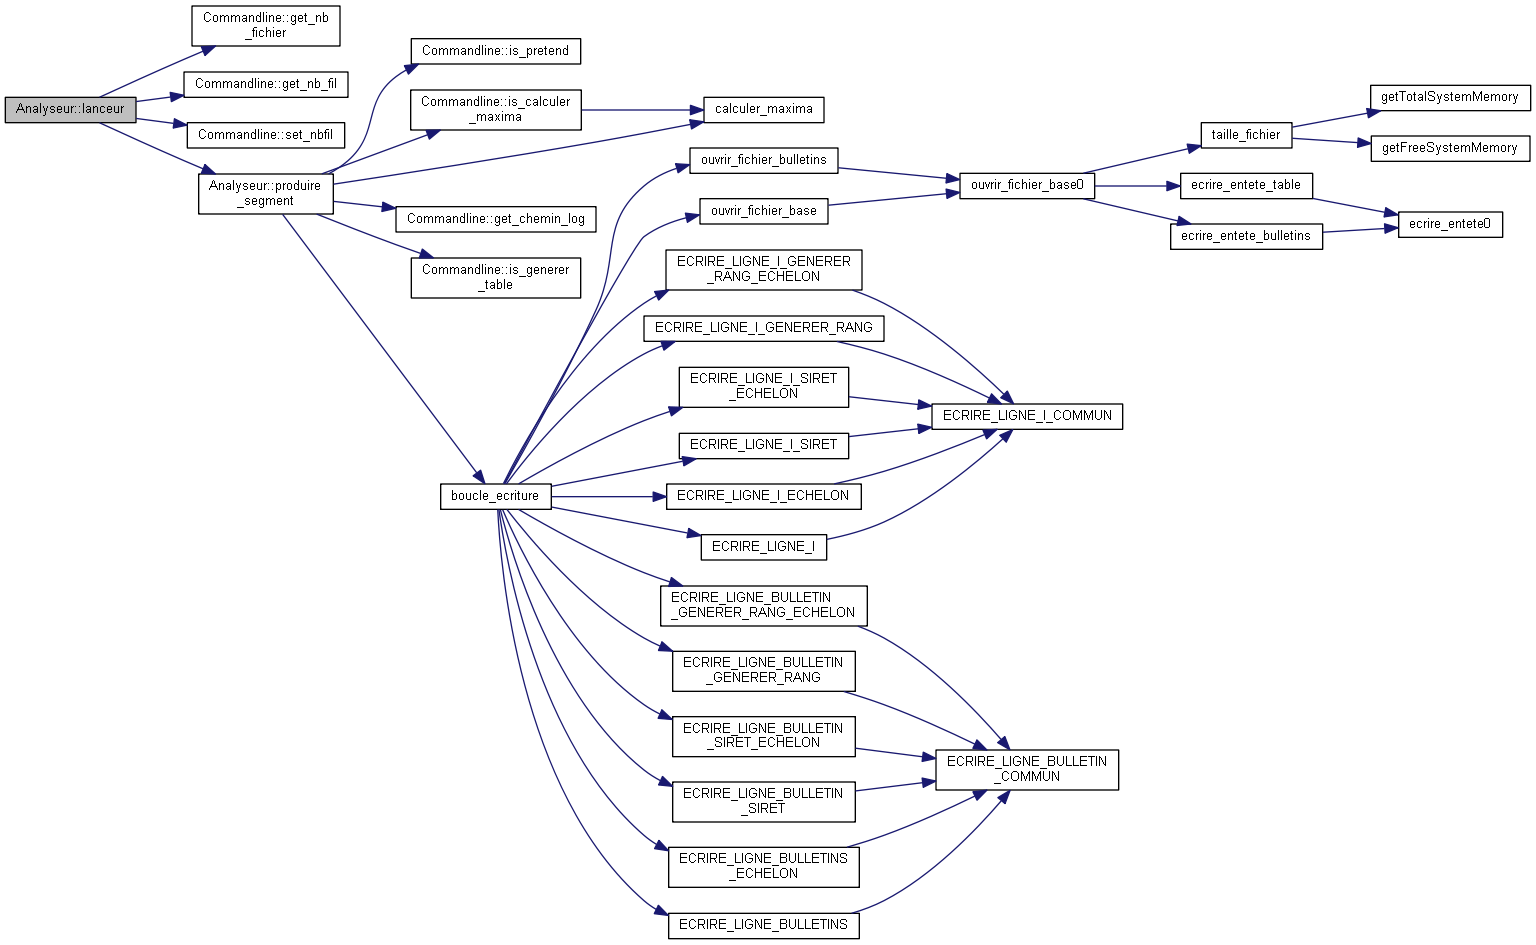 Commandline::get_nb
_fichier
Commandline::get_nb_fil
Analyseur::lanceur
Commandline::set_nbfil
Analyseur::produire
_segment
Commandline::is_pretend
Commandline::is_calculer
_maxima
Commandline::get_chemin_log
Commandline::is_generer
_table
boucle_ecriture
calculer_maxima
ouvrir_fichier_bulletins
ouvrir_fichier_base
ECRIRE_LIGNE_I_GENERER
_RANG_ECHELON
ECRIRE_LIGNE_I_GENERER_RANG
ECRIRE_LIGNE_I_SIRET
_ECHELON
ECRIRE_LIGNE_I_SIRET
ECRIRE_LIGNE_I_ECHELON
ECRIRE_LIGNE_I
ECRIRE_LIGNE_BULLETIN
_GENERER_RANG_ECHELON
ECRIRE_LIGNE_BULLETIN
_GENERER_RANG
ECRIRE_LIGNE_BULLETIN
_SIRET_ECHELON
ECRIRE_LIGNE_BULLETIN
_SIRET
ECRIRE_LIGNE_BULLETINS
_ECHELON
ECRIRE_LIGNE_BULLETINS
ouvrir_fichier_base0
ECRIRE_LIGNE_I_COMMUN
ECRIRE_LIGNE_BULLETIN
_COMMUN
taille_fichier
ecrire_entete_table
ecrire_entete_bulletins
getTotalSystemMemory
getFreeSystemMemory
ecrire_entete0